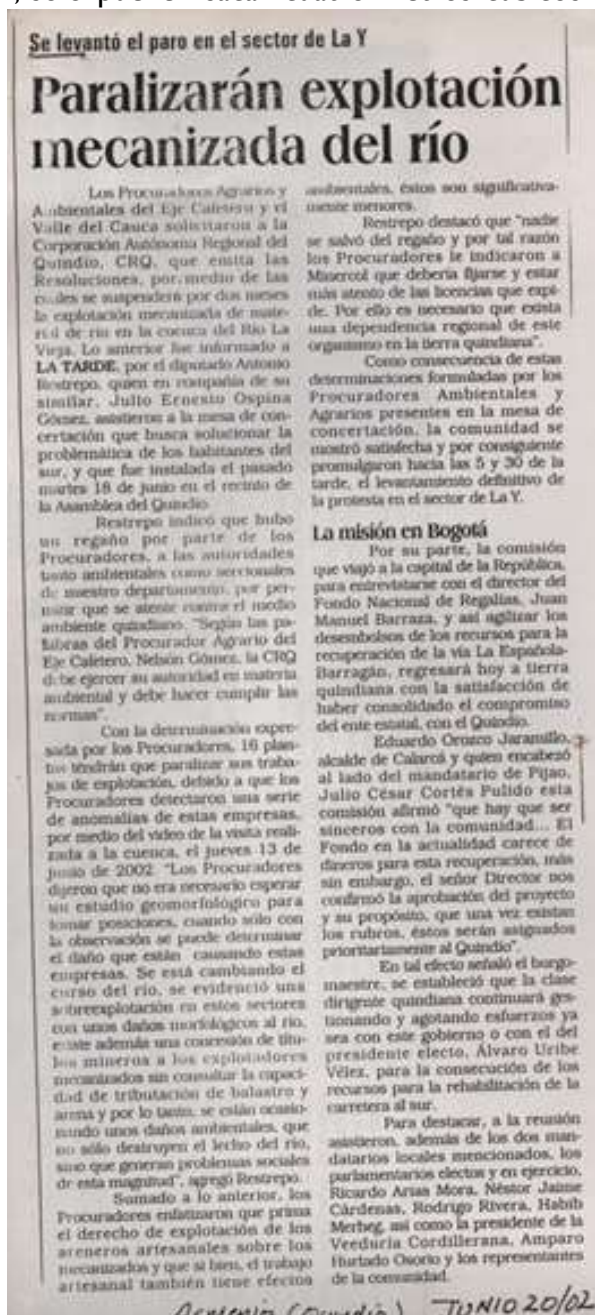 Se levantó el paro en el sector de La Y
Paralizarán explotación
mecanizada del río
Los Procuradores Agrarios y
Ambientales del Eje Cafetero y el
Valle del Cauca solicitaron a la
Corporación Autónoma Regional del
Quindío, CRQ, que emita las
Resoluciones, por medio de las
cuales se suspenderá por dos meses
la explotación mecanizada de mate-
rial de río en la cuenca del Río La
Vieja. Lo anterior fue informado a
LA TARDE, por el diputado Antonio
Restrepo, quien en compañía de su
similar, Julio Ernesto Ospina
Gómez, asistieron a la mesa de con-
certación que busca solucionar la
problemática de los habitantes del
sur, y que fue instalada el pasado
martes 18 de junio en el recinto de
la Asamblea del Quindío.
Restrepo indicó que hubo
un regaño por parte de los
Procuradores, a las autoridades
tanto ambientales como seccionales
de nuestro departamento, por per-
mitir que se atente contra el medio
ambiente quindiano. "Según las pa-
labras del Procurador Agrario del
Eje Cafetero, Nelson Gómez, la CRQ
debe ejercer su autoridad en materia
ambiental y debe hacer cumplir las
normas".
Con la determinación expre-
sada por los Procuradores, 16 plan-
tas tendrán que paralizar sus traba-
jos de explotación, debido a que los
Procuradores detectaron una serie
de anomalías de estas empresas,
por medio del video de la visita reali-
zada a la cuenca, el jueves 13 de
junio de 2002. "Los Procuradores
dijeron que no era necesario esperar
un estudio geomorfológico para
tomar posiciones, cuando sólo con
la observación se puede determinar
el daño que están causando estas
empresas. Se está cambiando el
curso del río, se evidenció una
sobreexplotación en estos sectores
con unos daños morfológicos al río,
existe además una concesión de títu-
los mineros a los explotadores
mecanizados sin consultar la capaci-
dad de tributación de balastro y
arena y por lo tanto, se están ocasio-
nando unos daños ambientales, que
no sólo destruyen el lecho del río,
sino que generan problemas sociales
de esta magnitud", agregó Restrepo.
Sumado a lo anterior, los
Procuradores enfatizaron que prima
el derecho de explotación de los
areneros artesanales sobre los
mecanizados y que si bien, el trabajo
artesanal también tiene efectos
ambientales, éstos son significativa-
mente menores.
Restrepo destacó que "nadie
se salvó del regaño y por tal razón
los Procuradores le indicaron a
Minercol que debería fijarse y estar
más atento de las licencias que expi-
de. Por ello es necesario que exista
una dependencia regional de este
organismo en la tierra quindiana".
Como consecuencia de estas
determinaciones formuladas por los
Procuradores Ambientales y
Agrarios presentes en la mesa de
concertación, la comunidad se
mostró satisfecha y por consiguiente
promulgaron hacia las 5 y 30 de la
tarde, el levantamiento definitivo de
la protesta en el sector de La Y.
La misión en Bogotá
Por su parte, la comisión
que viajó a la capital de la República,
para entrevistarse con el director del
Fondo Nacional de Regalías, Juan
Manuel Barraza, y así agilizar los
desembolsos de los recursos para la
recuperación de la vía La Española-
Barragán, regresará hoy a tierra
quindiana con la satisfacción de
haber consolidado el compromiso
del ente estatal, con el Quindío.
Eduardo Orozco Jaramillo,
alcalde de Calarcá y quien encabezó
al lado del mandatario de Pijao,
Julio César Cortés Pulido esta
comisión afirmó "que hay que ser
sinceros con la comunidad... El
Fondo en la actualidad carece de
dineros para esta recuperación, más
sin embargo, el señor Director nos
confirmó la aprobación del proyecto
y su propósito, que una vez existan
los rubros, éstos serán asignados
prioritariamente al Quindío".
En tal efecto señaló el burgo-
maestre, se estableció que la clase
dirigente quindiana continuará ges-
tionando y agotando esfuerzos ya
sea con este gobierno o con el del
presidente electo, Álvaro Uribe
Vélez, para la consecución de los
recursos para la rehabilitación de la
carretera al sur.
Para destacar, a la reunión
asistieron, además de los dos man-
datarios locales mencionados, los
parlamentarios electos y en ejercicio,
Ricardo Arias Mora, Néstor Jaime
Cárdenas, Rodrigo Rivera, Habib
Merheg, así como la presidente de la
Veeduría Cordillerana, Amparo
Hurtado Osorio y los representantes
de la comunidad.
Armenia (Quindío) JUNIO 20/02